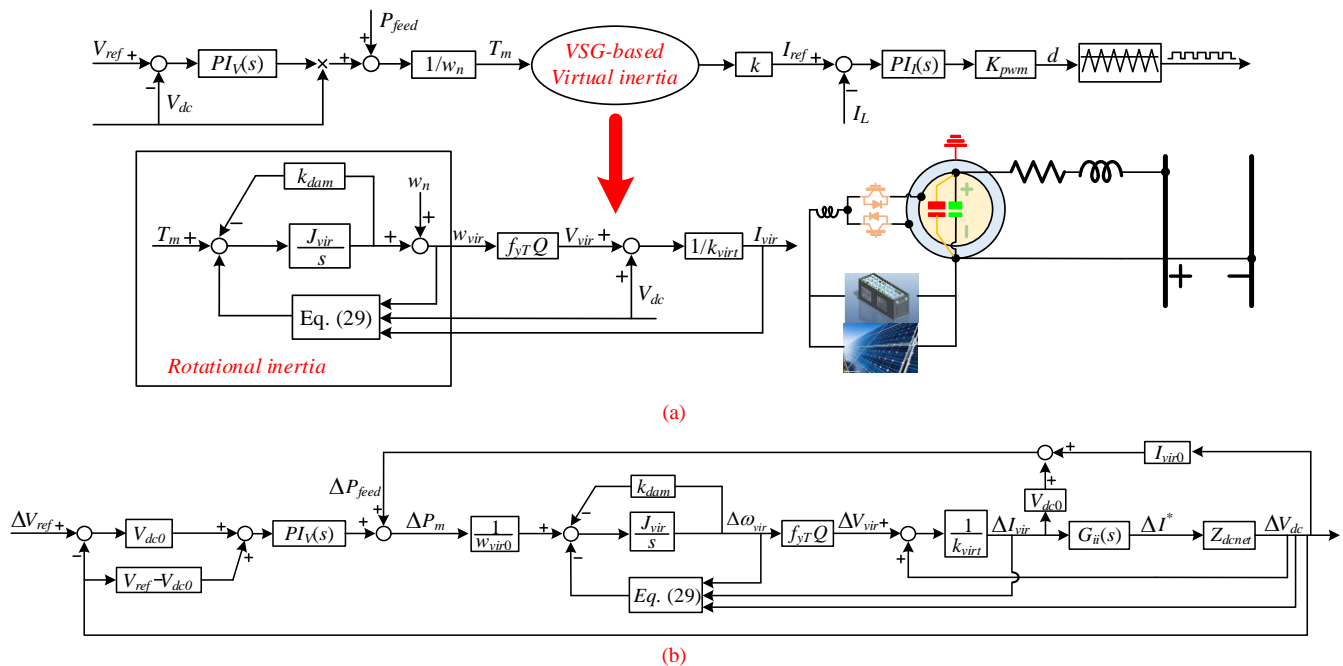 P_feed
V_ref + PI_V(s) × + + 1/w_n T_m VSG-based Virtual inertia k I_ref + PI_I(s) K_pwm d
− V_dc − I_L
k_dam w_n
− +
T_m + J_vir/s + w_vir f_yT Q V_vir + 1/k_virt I_vir
+ V_dc
Eq. (29)
Rotational inertia
+ −
+ −
(a)
+ I_vir0
+
ΔP_feed k_dam V_dc0
+ −
ΔV_ref + V_dc0 + PI_V(s) + ΔP_m 1/w_vir0 + J_vir/s Δω_vir f_yT Q ΔV_vir + 1/k_virt ΔI_vir G_ii(s) ΔI* Z_dcnet ΔV_dc
− + − +
V_ref−V_dc0 Eq. (29)
(b)